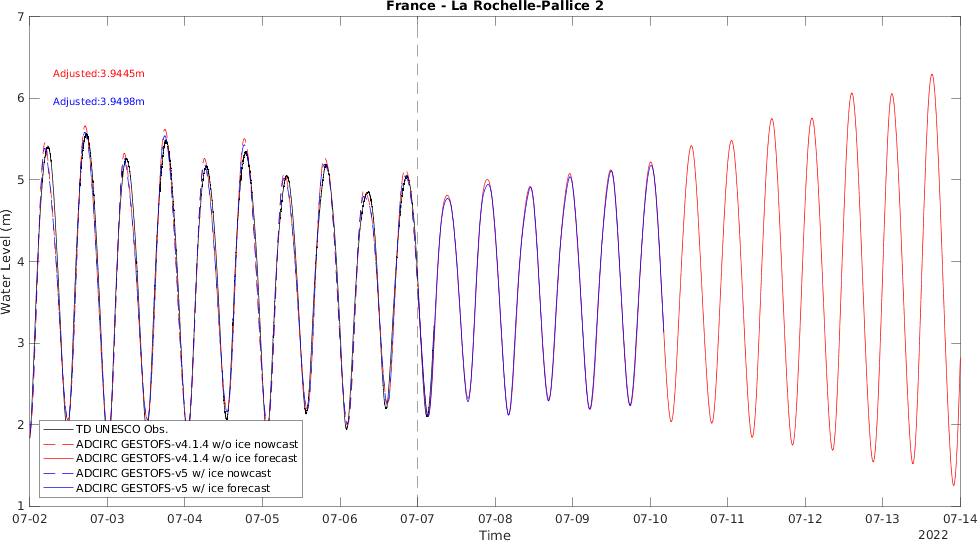 France - La Rochelle-Pallice 2
7
6
5
4
3
2
1
Water Level (m)
Adjusted:3.9445m
Adjusted:3.9498m
TD UNESCO Obs.
ADCIRC GESTOFS-v4.1.4 w/o ice nowcast
ADCIRC GESTOFS-v4.1.4 w/o ice forecast
ADCIRC GESTOFS-v5 w/ ice nowcast
ADCIRC GESTOFS-v5 w/ ice forecast
07-02 07-03 07-04 07-05 07-06 07-07 07-08 07-09 07-10 07-11 07-12 07-13 07-14
Time
2022